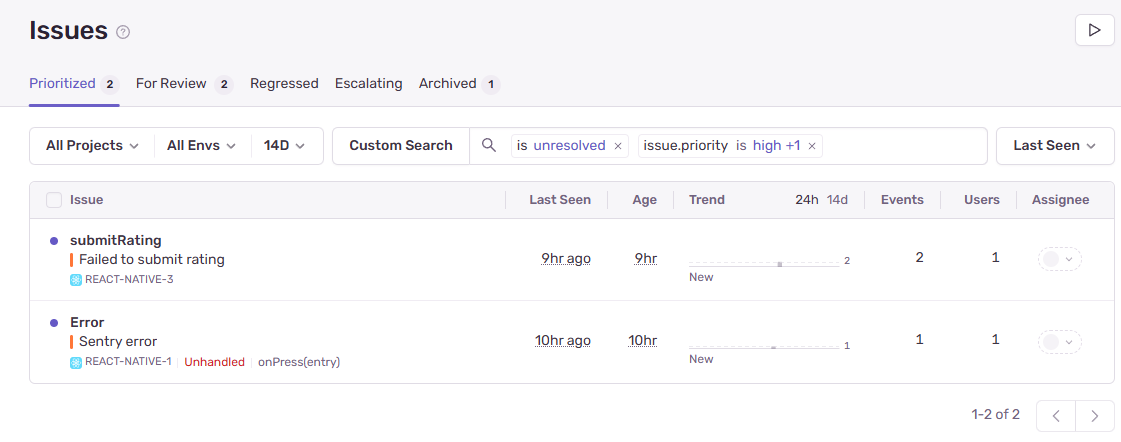 Issues ?
Prioritized 2 For Review 2 Regressed Escalating Archived 1
All Projects All Envs 14D Custom Search is unresolved × issue.priority is high +1 × Last Seen
Issue Last Seen Age Trend 24h 14d Events Users Assignee
submitRating
Failed to submit rating 9hr ago 9hr 2 2 1
REACT-NATIVE-3 New
Error
Sentry error 10hr ago 10hr 1 1 1
REACT-NATIVE-1 Unhandled onPress(entry) New
1-2 of 2